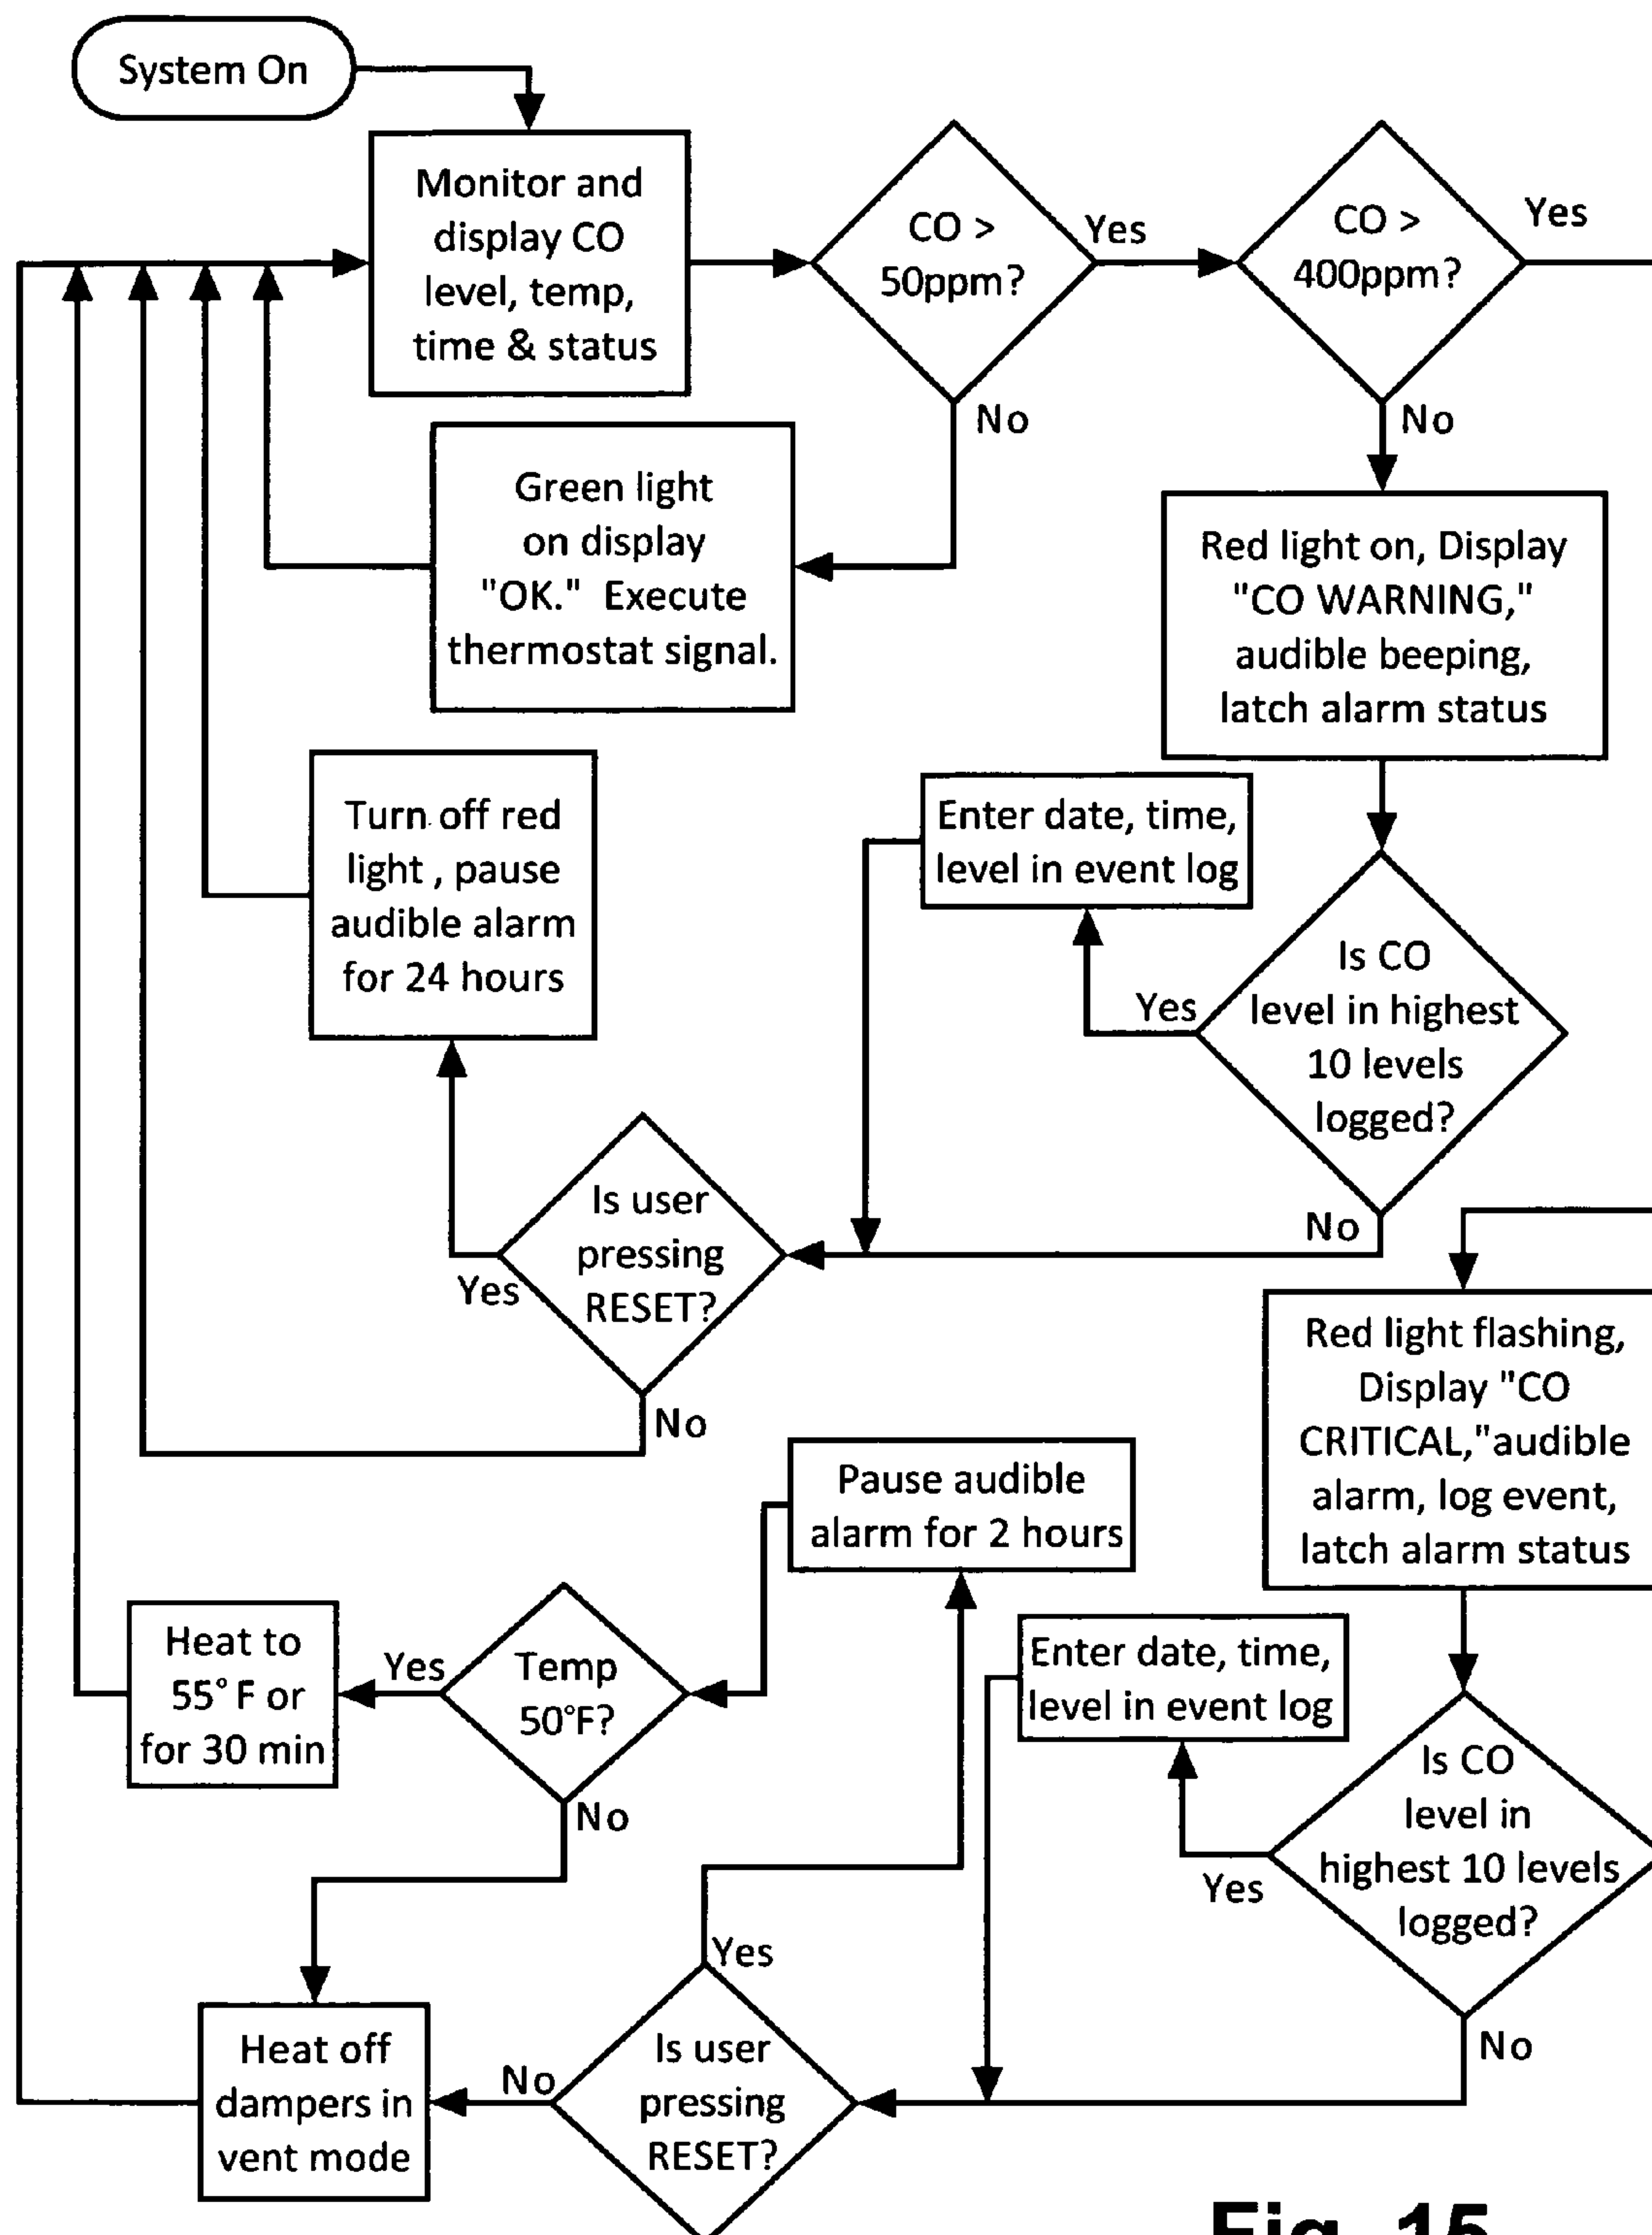 System On
Monitor and
display CO
level, temp,
time & status
CO >
50ppm?
Yes
No
CO >
400ppm?
Yes
No
Green light
on display
"OK." Execute
thermostat signal.
Red light on, Display
"CO WARNING,"
audible beeping,
latch alarm status
Turn off red
light , pause
audible alarm
for 24 hours
Enter date, time,
level in event log
Is CO
level in highest
10 levels
logged?
Yes
No
Is user
pressing
RESET?
Yes
No
Red light flashing,
Display "CO
CRITICAL,"audible
alarm, log event,
latch alarm status
Pause audible
alarm for 2 hours
Heat to
55°F or
for 30 min
Yes
Temp
50°F?
No
Enter date, time,
level in event log
Is CO
level in
highest 10 levels
logged?
Yes
No
Yes
Is user
pressing
RESET?
No
Heat off
dampers in
vent mode
Fig. 15